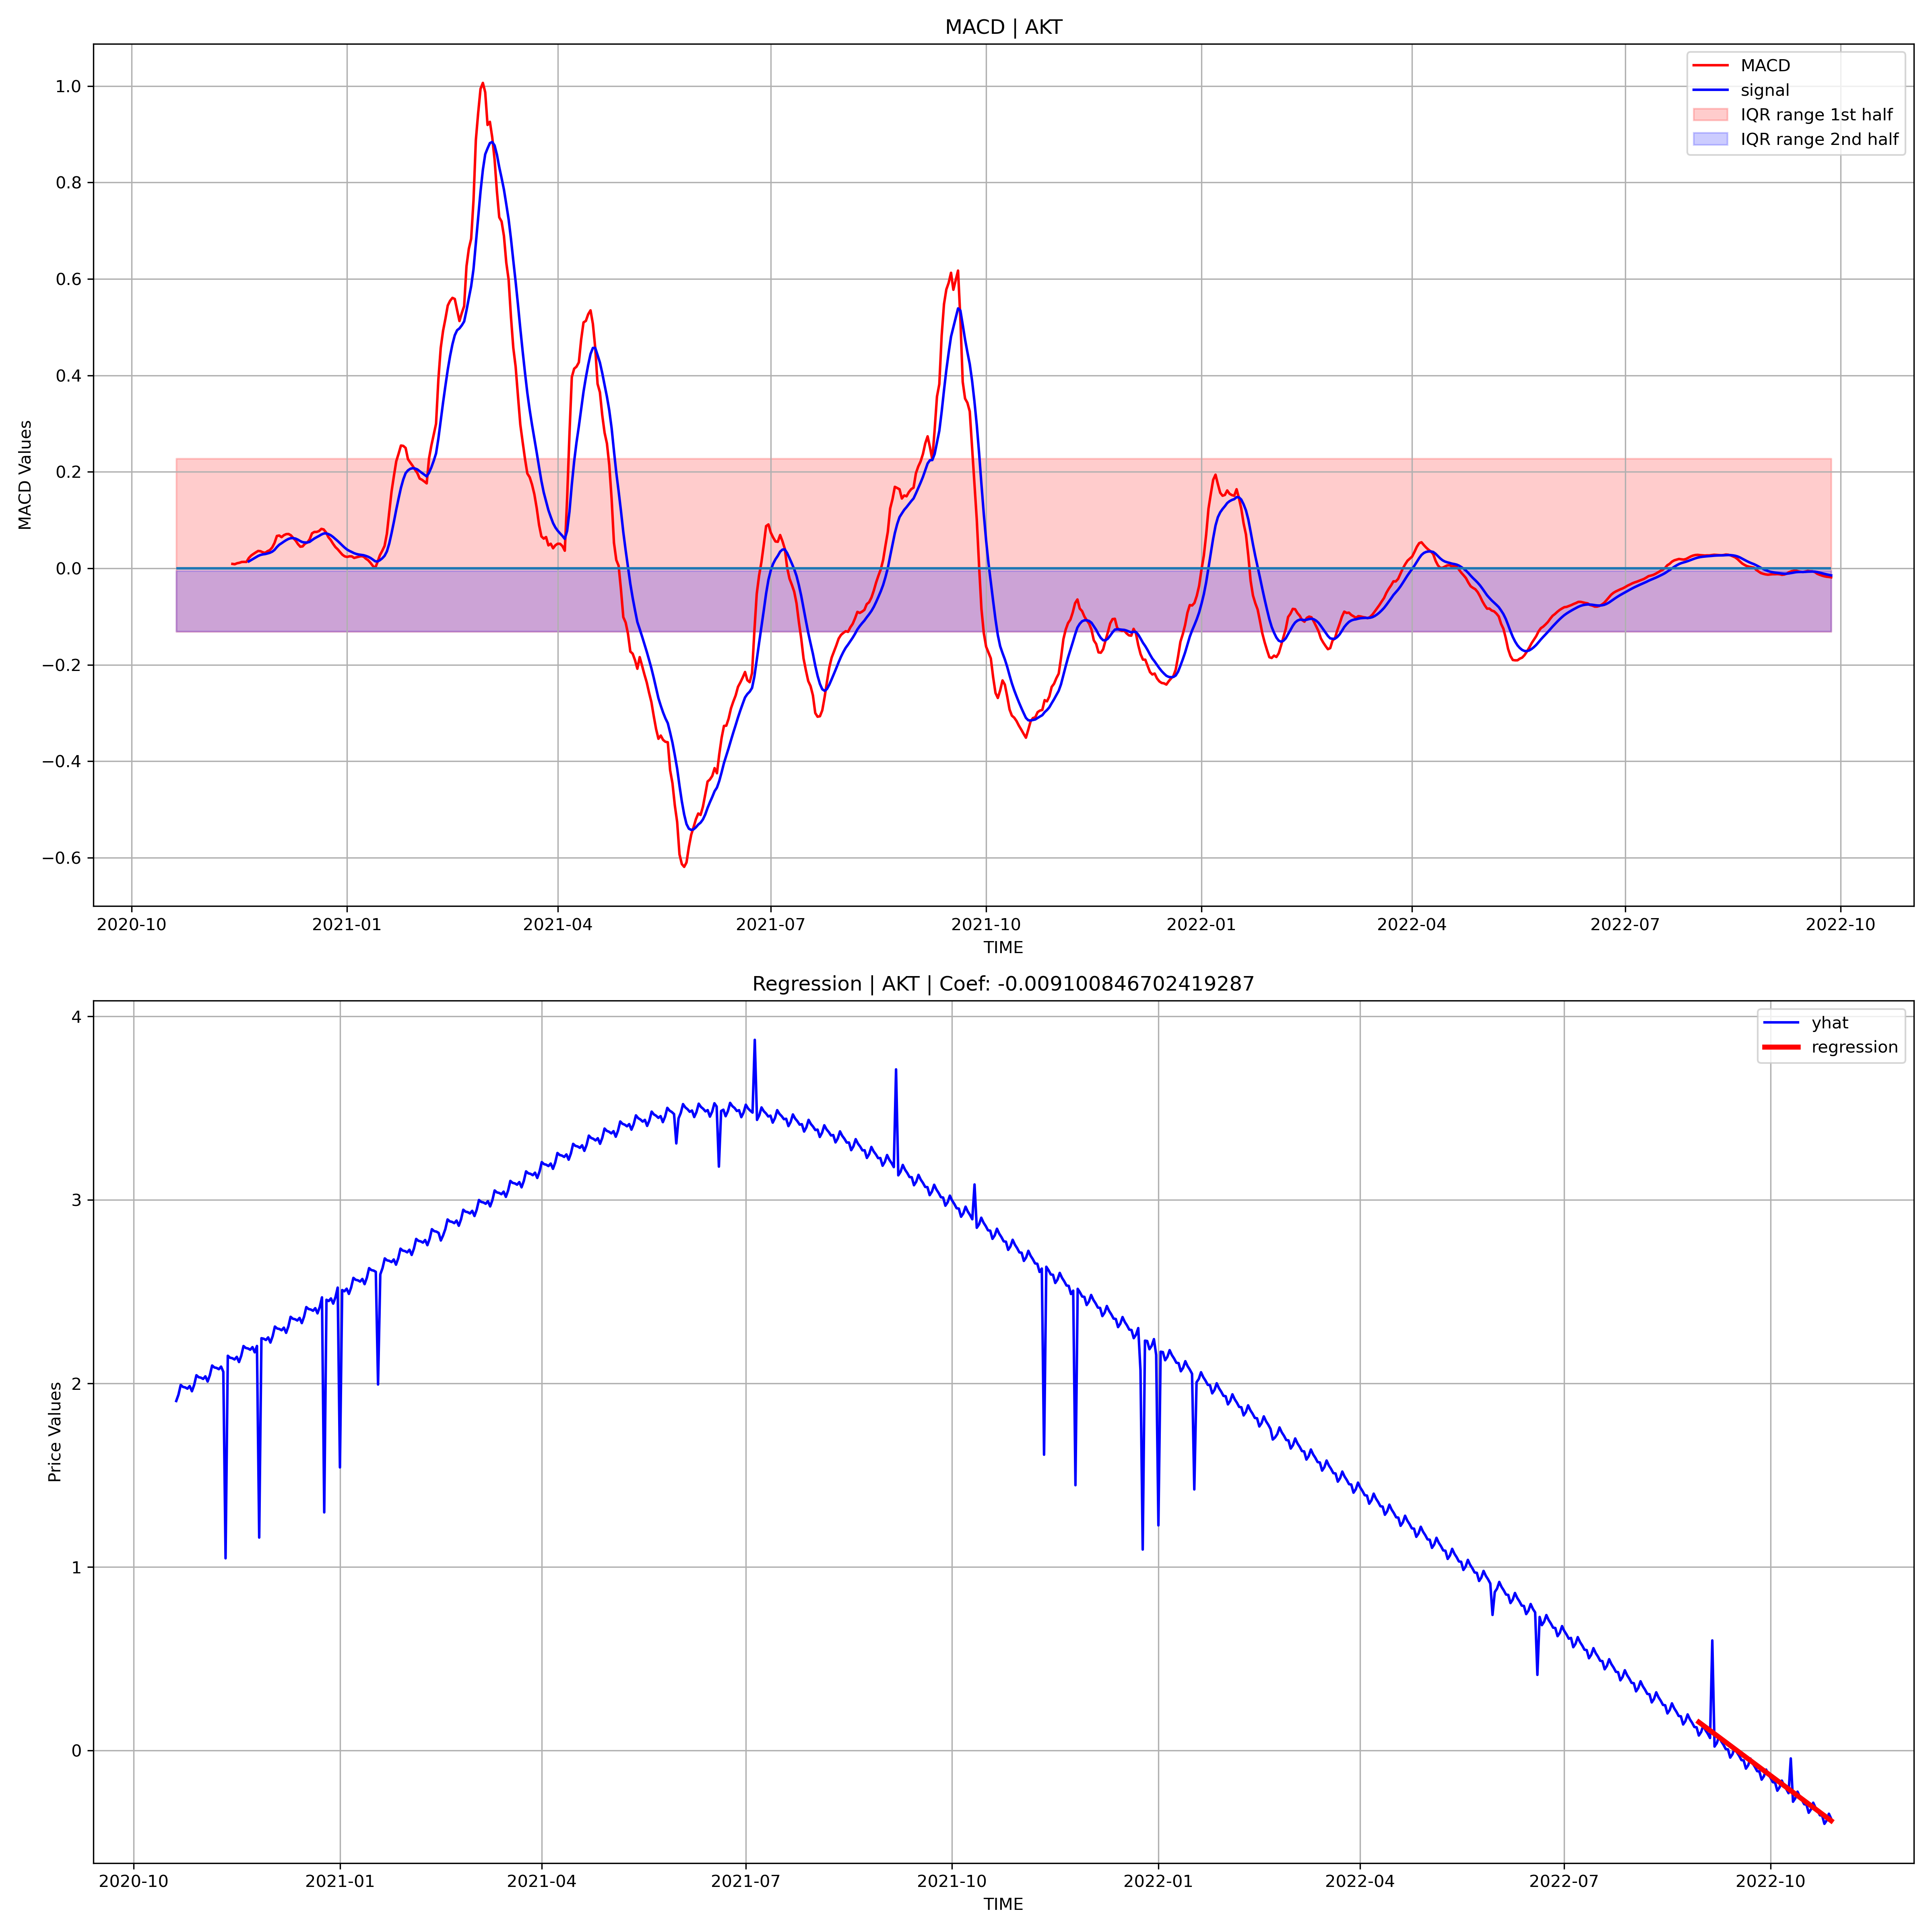 MACD | AKT
MACD
signal
IQR range 1st half
IQR range 2nd half
MACD Values
1.0
0.8
0.6
0.4
0.2
0.0
−0.2
−0.4
−0.6
2020-10 2021-01 2021-04 2021-07 2021-10 2022-01 2022-04 2022-07 2022-10
TIME
Regression | AKT | Coef: -0.009100846702419287
yhat
regression
Price Values
4
3
2
1
0
2020-10 2021-01 2021-04 2021-07 2021-10 2022-01 2022-04 2022-07 2022-10
TIME